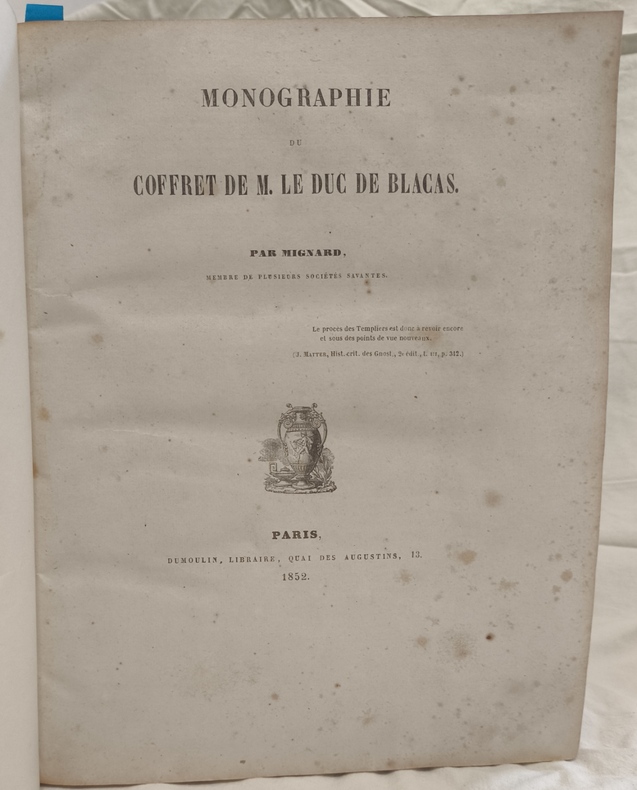 MONOGRAPHIE
DU
COFFRET DE M. LE DUC DE BLACAS.
PAR MIGNARD,
MEMBRE DE PLUSIEURS SOCIÉTÉS SAVANTES.
Le procès des Templiers est donc à revoir encore
et sous des points de vue nouveaux.
(J. MATTER, Hist. crit. des Gnost., 2e édit., t. III, p. 312.)
PARIS,
DUMOULIN, LIBRAIRE, QUAI DES AUGUSTINS, 13.
1852.